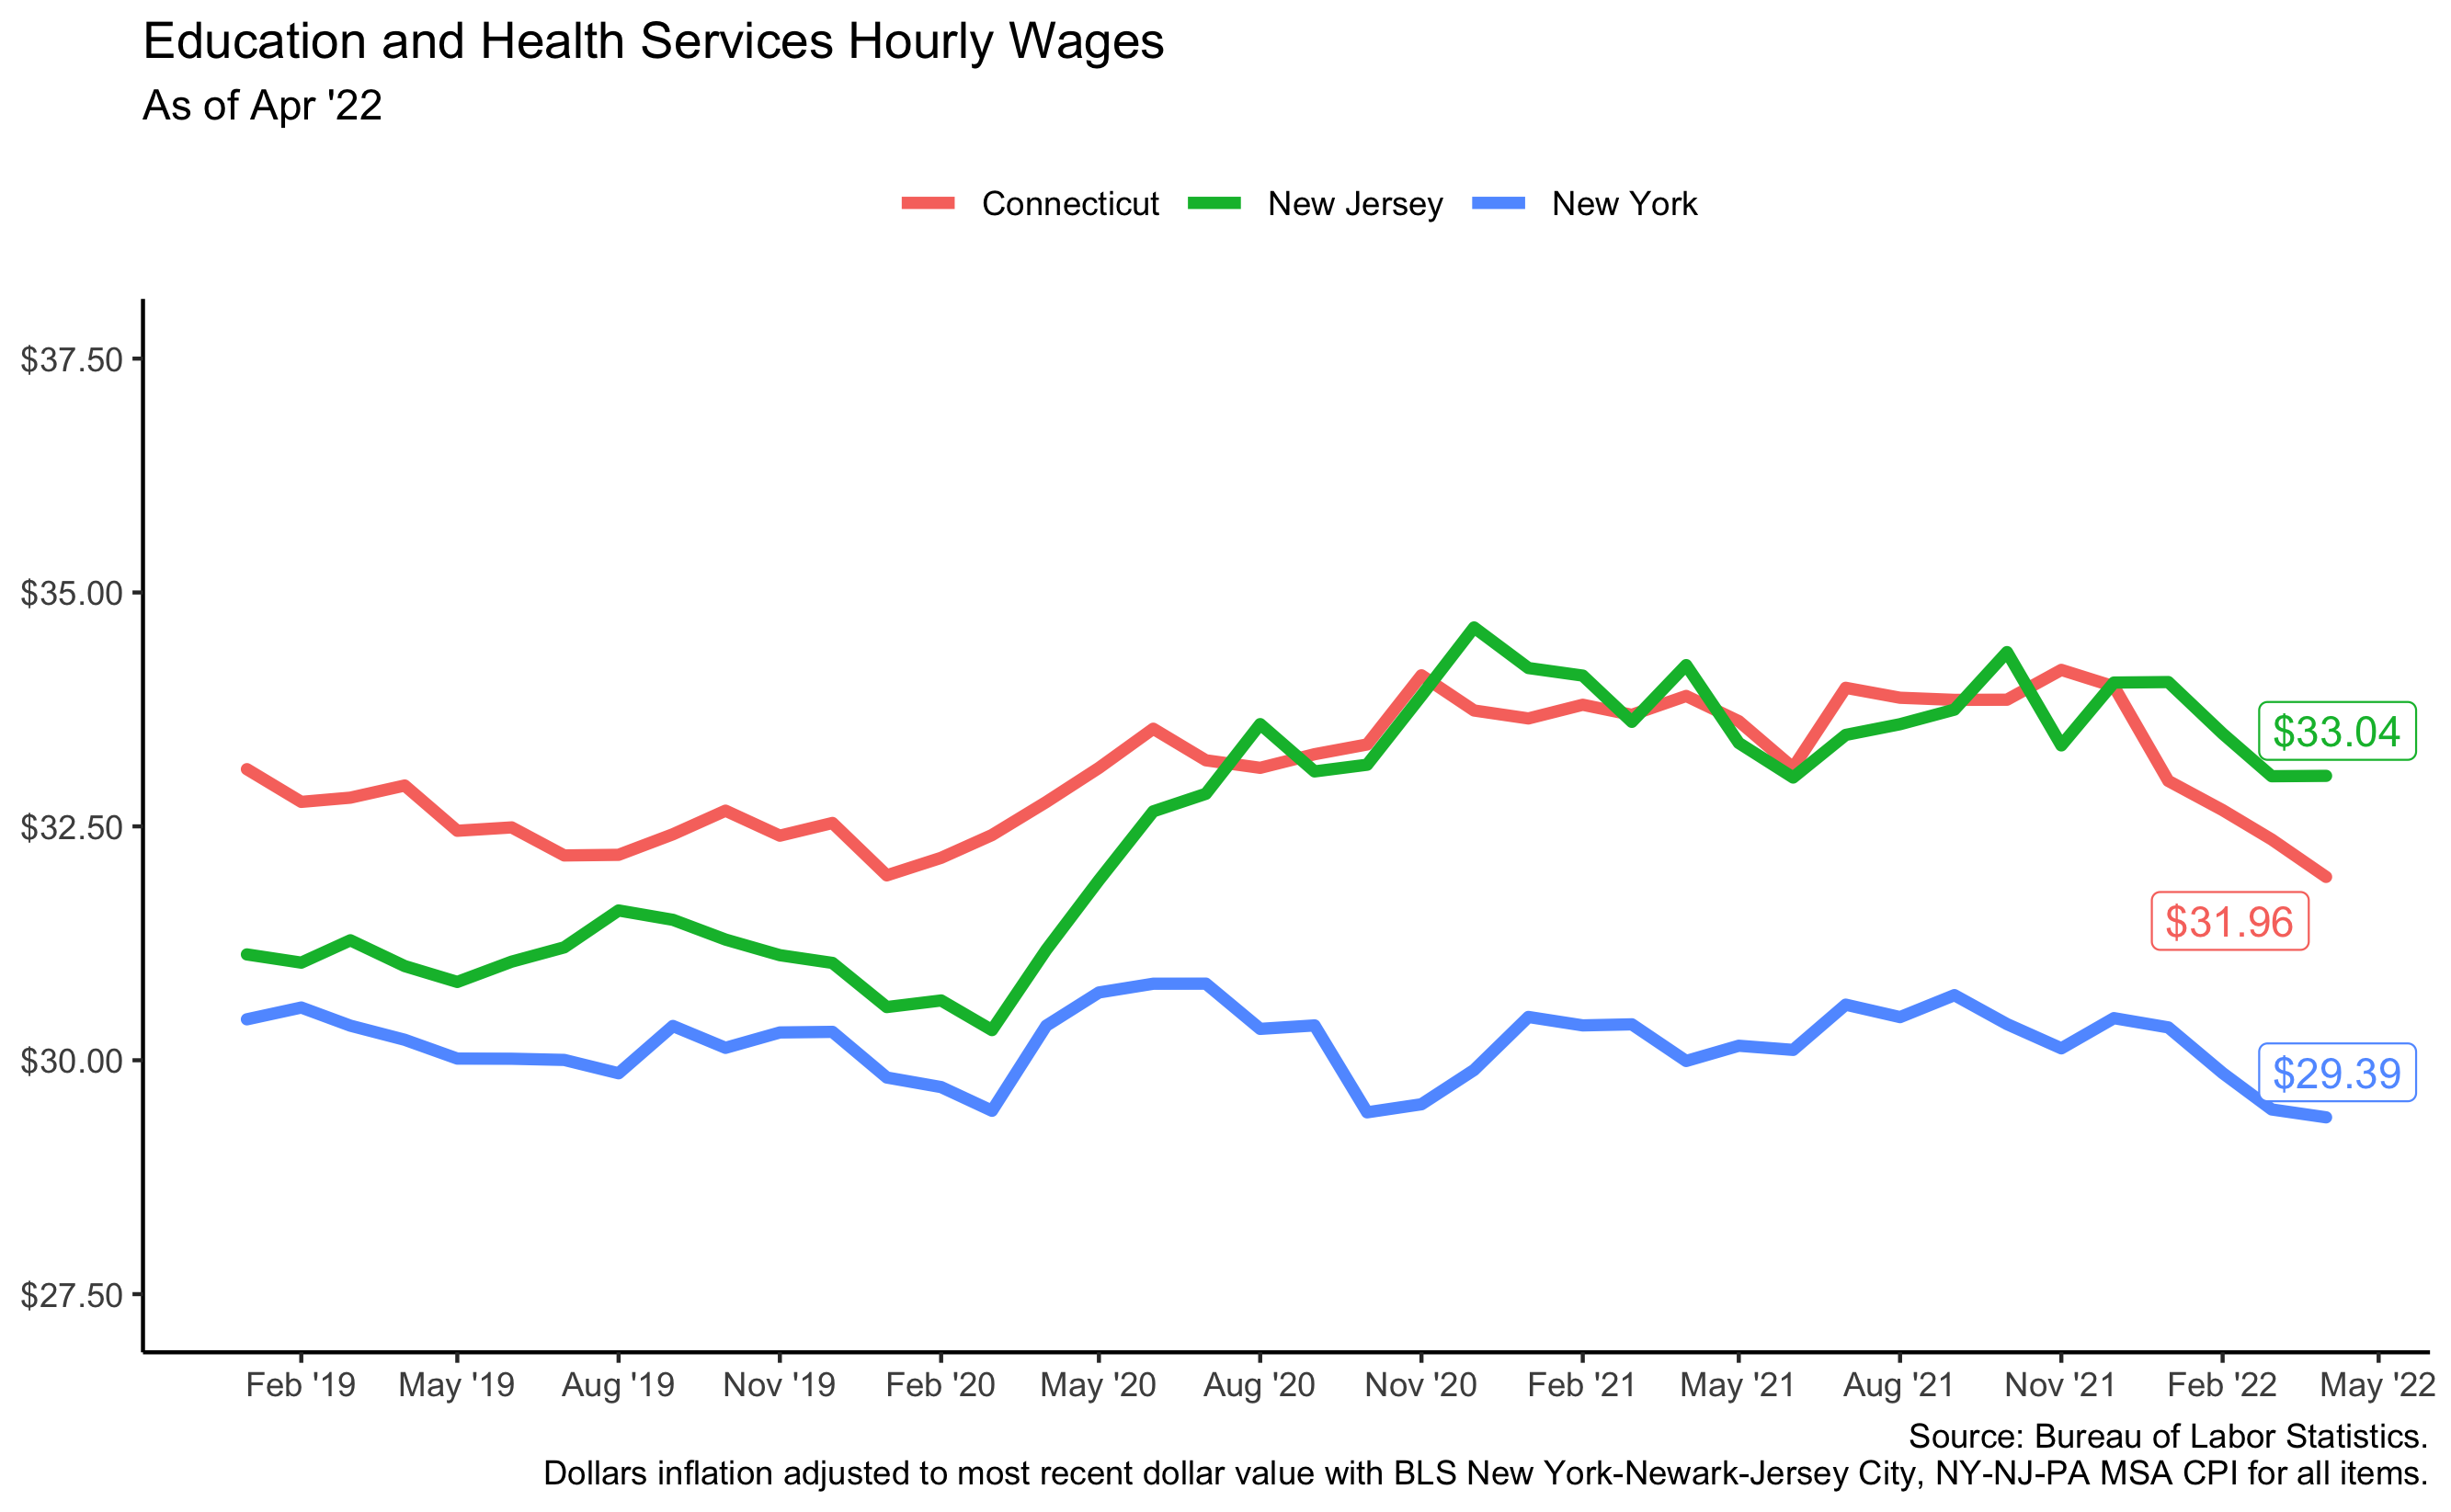 Education and Health Services Hourly Wages
As of Apr '22
Connecticut New Jersey New York
$37.50
$35.00
$32.50
$30.00
$27.50
$33.04
$31.96
$29.39
Feb '19 May '19 Aug '19 Nov '19 Feb '20 May '20 Aug '20 Nov '20 Feb '21 May '21 Aug '21 Nov '21 Feb '22 May '22
Source: Bureau of Labor Statistics.
Dollars inflation adjusted to most recent dollar value with BLS New York-Newark-Jersey City, NY-NJ-PA MSA CPI for all items.